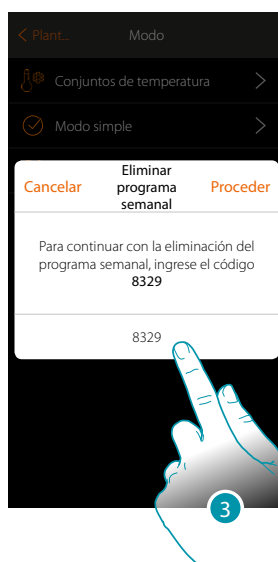 < Plant... Modo
Conjuntos de temperatura >
Modo simple >
Cancelar Eliminar programa semanal Proceder
Para continuar con la eliminación del
programa semanal, ingrese el código
8329
8329
3